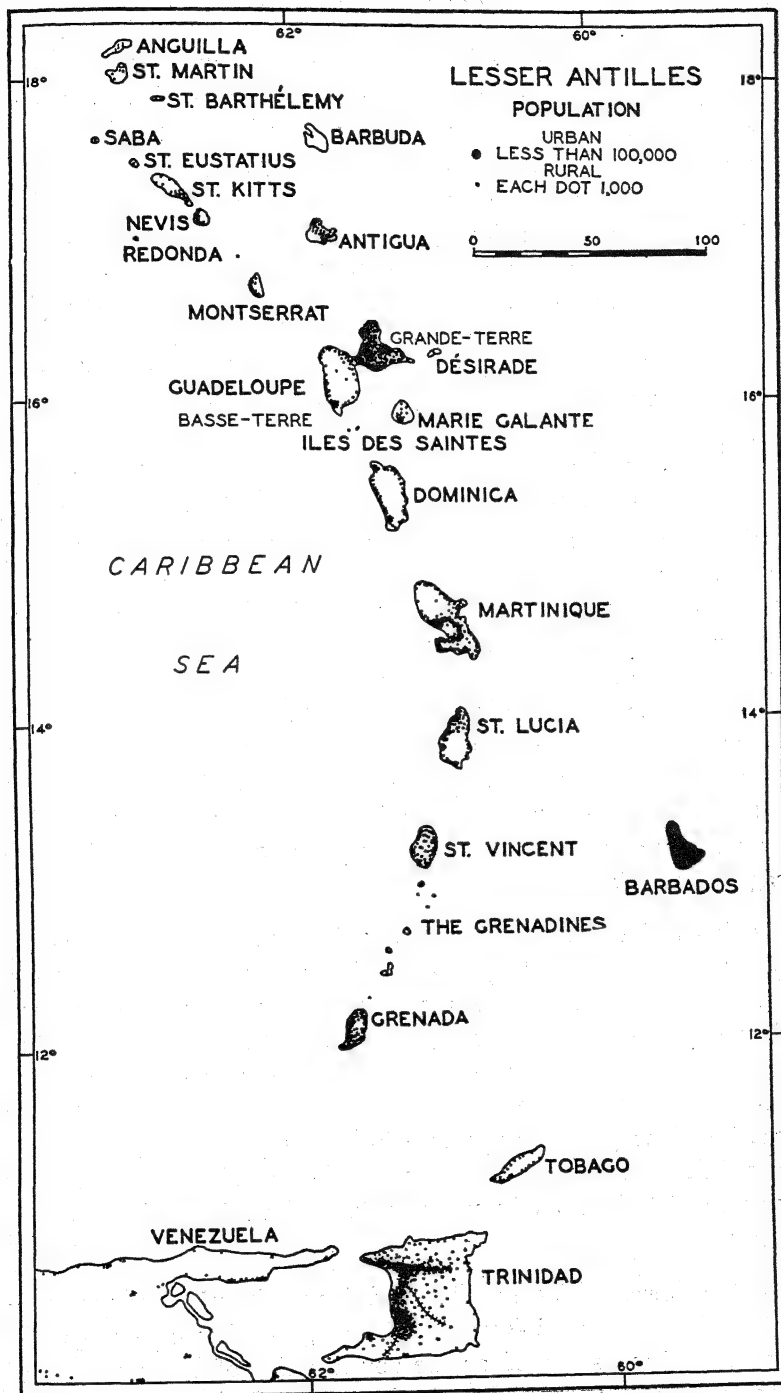 62°
60°
18°
18°
ANGUILLA
ST. MARTIN
ST. BARTHÉLEMY
SABA
ST. EUSTATIUS
ST. KITTS
NEVIS
REDONDA
BARBUDA
ANTIGUA
MONTSERRAT
LESSER ANTILLES
POPULATION
URBAN
LESS THAN 100,000
RURAL
EACH DOT 1,000
0 50 100
GRANDE-TERRE
DÉSIRADE
GUADELOUPE
16°
16°
BASSE-TERRE
MARIE GALANTE
ILES DES SAINTES
DOMINICA
CARIBBEAN
SEA
MARTINIQUE
14°
14°
ST. LUCIA
ST. VINCENT
BARBADOS
THE GRENADINES
GRENADA
12°
12°
TOBAGO
VENEZUELA
TRINIDAD
62°
60°